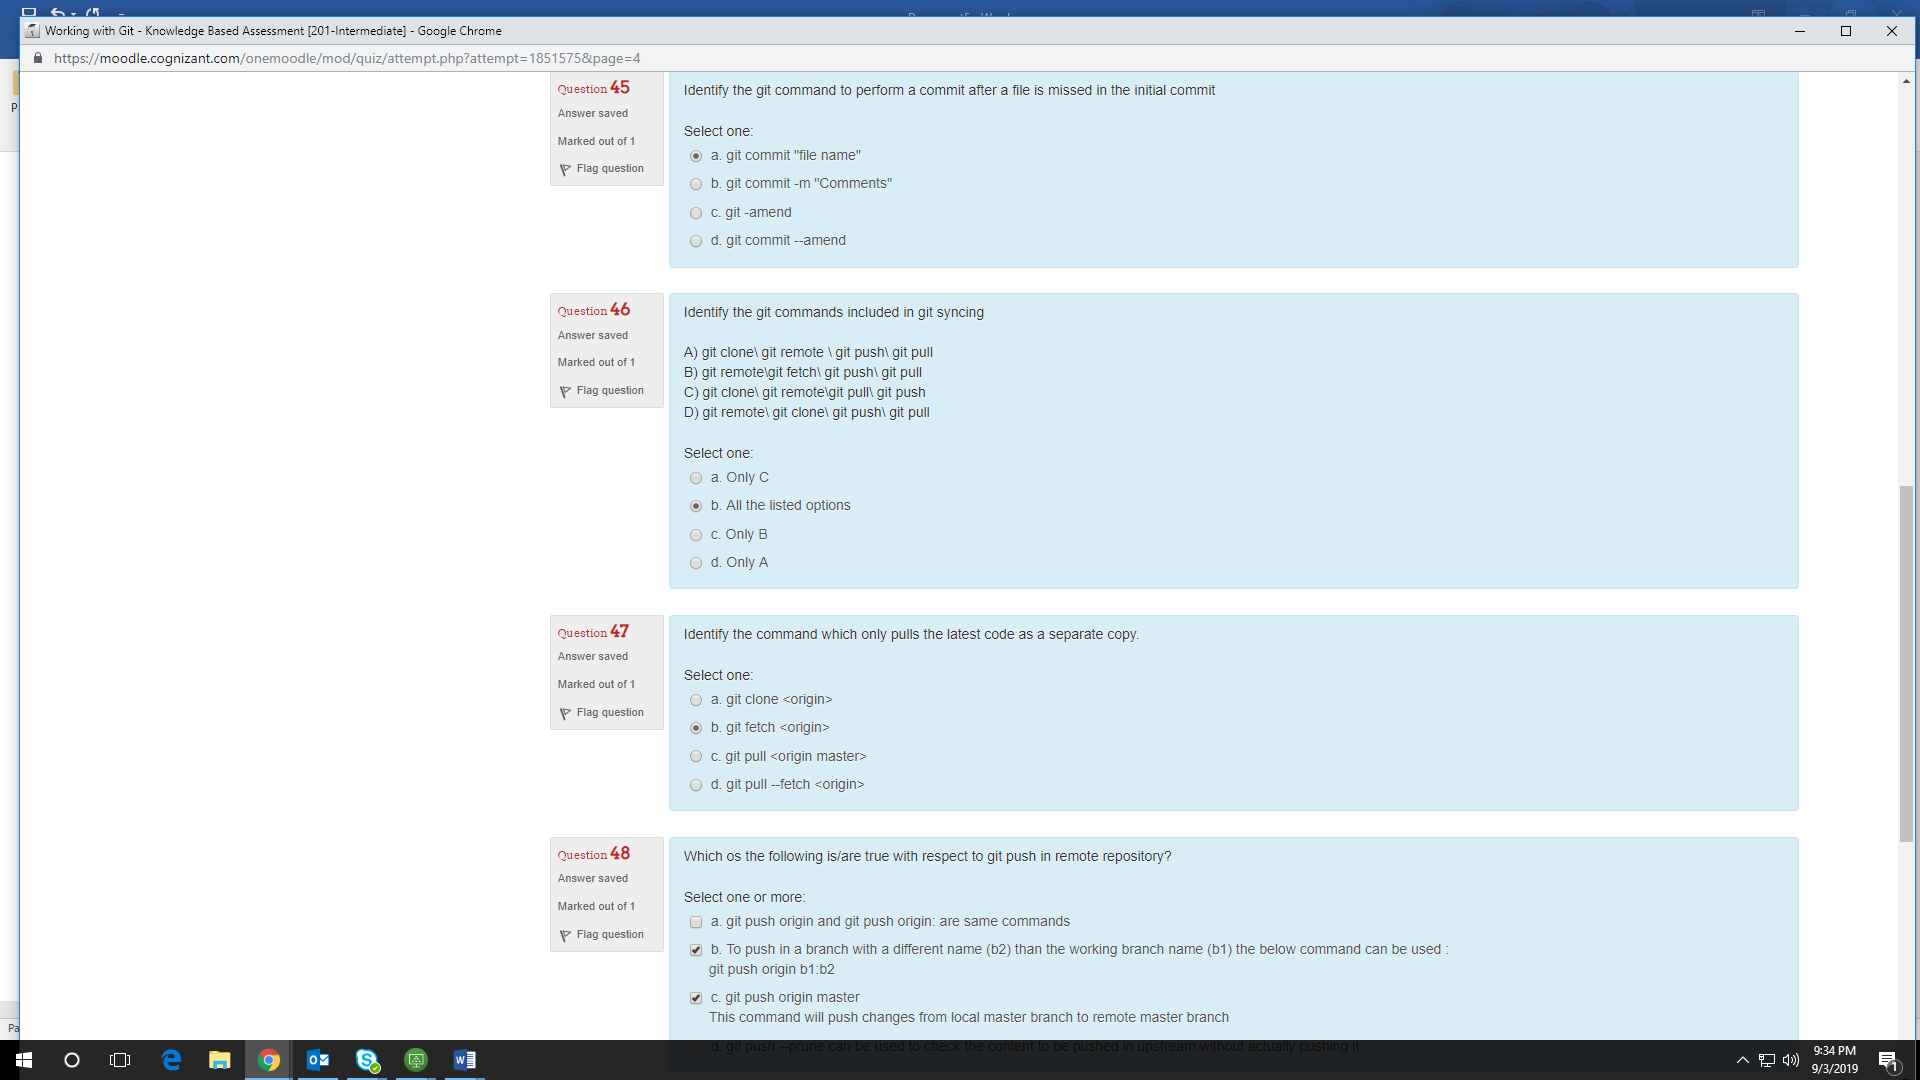 Working with Git - Knowledge Based Assessment [201-Intermediate] - Google Chrome
https://moodle.cognizant.com/onemoodle/mod/quiz/attempt.php?attempt=1851575&page=4
Question 45
Answer saved
Marked out of 1
Flag question
Identify the git command to perform a commit after a file is missed in the initial commit
Select one:
a. git commit "file name"
b. git commit -m "Comments"
c. git -amend
d. git commit --amend
Question 46
Answer saved
Marked out of 1
Flag question
Identify the git commands included in git syncing
A) git clone\ git remote \ git push\ git pull
B) git remote\git fetch\ git push\ git pull
C) git clone\ git remote\git pull\ git push
D) git remote\ git clone\ git push\ git pull
Select one:
a. Only C
b. All the listed options
c. Only B
d. Only A
Question 47
Answer saved
Marked out of 1
Flag question
Identify the command which only pulls the latest code as a separate copy.
Select one:
a. git clone <origin>
b. git fetch <origin>
c. git pull <origin master>
d. git pull --fetch <origin>
Question 48
Answer saved
Marked out of 1
Flag question
Which os the following is/are true with respect to git push in remote repository?
Select one or more:
a. git push origin and git push origin: are same commands
b. To push in a branch with a different name (b2) than the working branch name (b1) the below command can be used :
git push origin b1:b2
c. git push origin master
This command will push changes from local master branch to remote master branch
d. git push --prune can be used to check the content to be pushed in upstream without actually pushing it
P
Pa
9:34 PM
9/3/2019
1